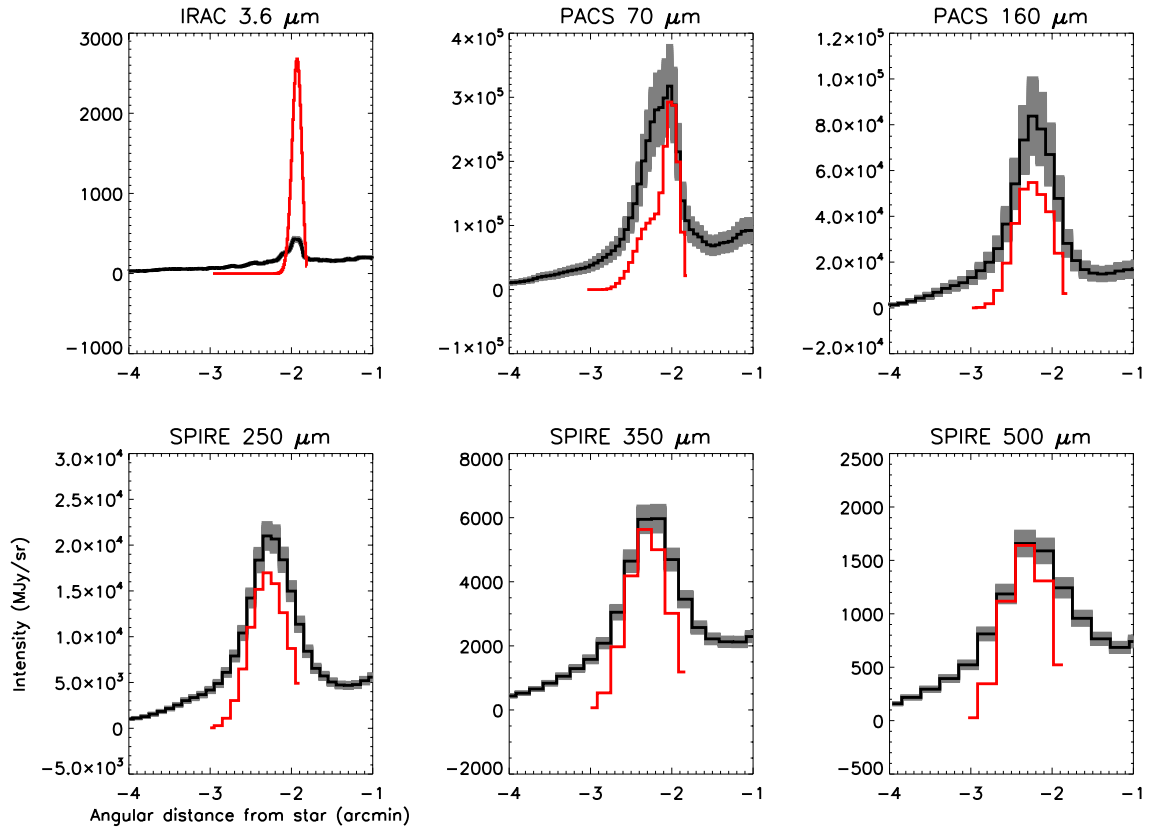 IRAC 3.6 μm
3000
2000
1000
0
−1000
−4 −3 −2 −1
PACS 70 μm
4×10⁵
3×10⁵
2×10⁵
1×10⁵
0
−1×10⁵
−4 −3 −2 −1
PACS 160 μm
1.2×10⁵
1.0×10⁵
8.0×10⁴
6.0×10⁴
4.0×10⁴
2.0×10⁴
0
−2.0×10⁴
−4 −3 −2 −1
SPIRE 250 μm
3.0×10⁴
2.5×10⁴
2.0×10⁴
1.5×10⁴
1.0×10⁴
5.0×10³
0
−5.0×10³
−4 −3 −2 −1
Intensity (MJy/sr)
Angular distance from star (arcmin)
SPIRE 350 μm
8000
6000
4000
2000
0
−2000
−4 −3 −2 −1
SPIRE 500 μm
2500
2000
1500
1000
500
0
−500
−4 −3 −2 −1